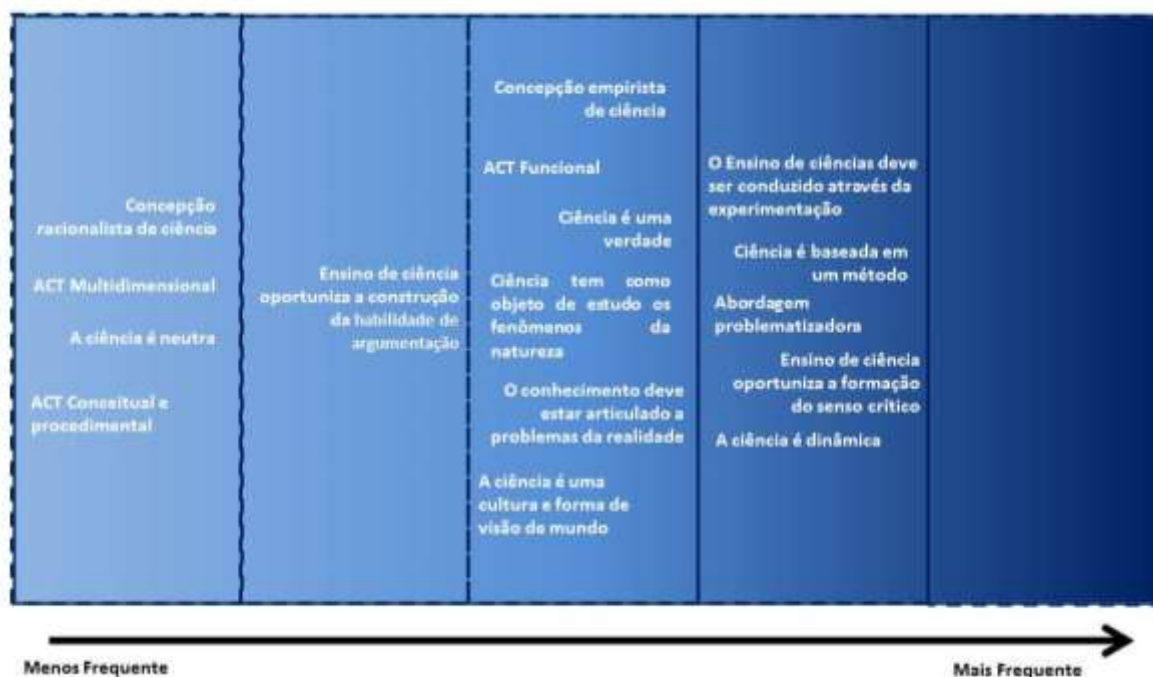 Concepção
racionalista de ciência
ACT Multidimensional
A ciência é neutra
ACT Conceitual e
procedimental
Ensino de ciência
oportuniza a construção
da habilidade de
argumentação
Concepção empirista
de ciência
ACT Funcional
Ciência é uma
verdade
Ciência tem como
objeto de estudo os
fenômenos da
natureza
O conhecimento deve
estar articulado a
problemas da realidade
A ciência é uma
cultura e forma de
visão de mundo
O Ensino de ciências deve
ser conduzido através da
experimentação
Ciência é baseada em
um método
Abordagem
problematizadora
Ensino de ciência
oportuniza a formação
do senso crítico
A ciência é dinâmica
Menos Frequente
Mais Frequente